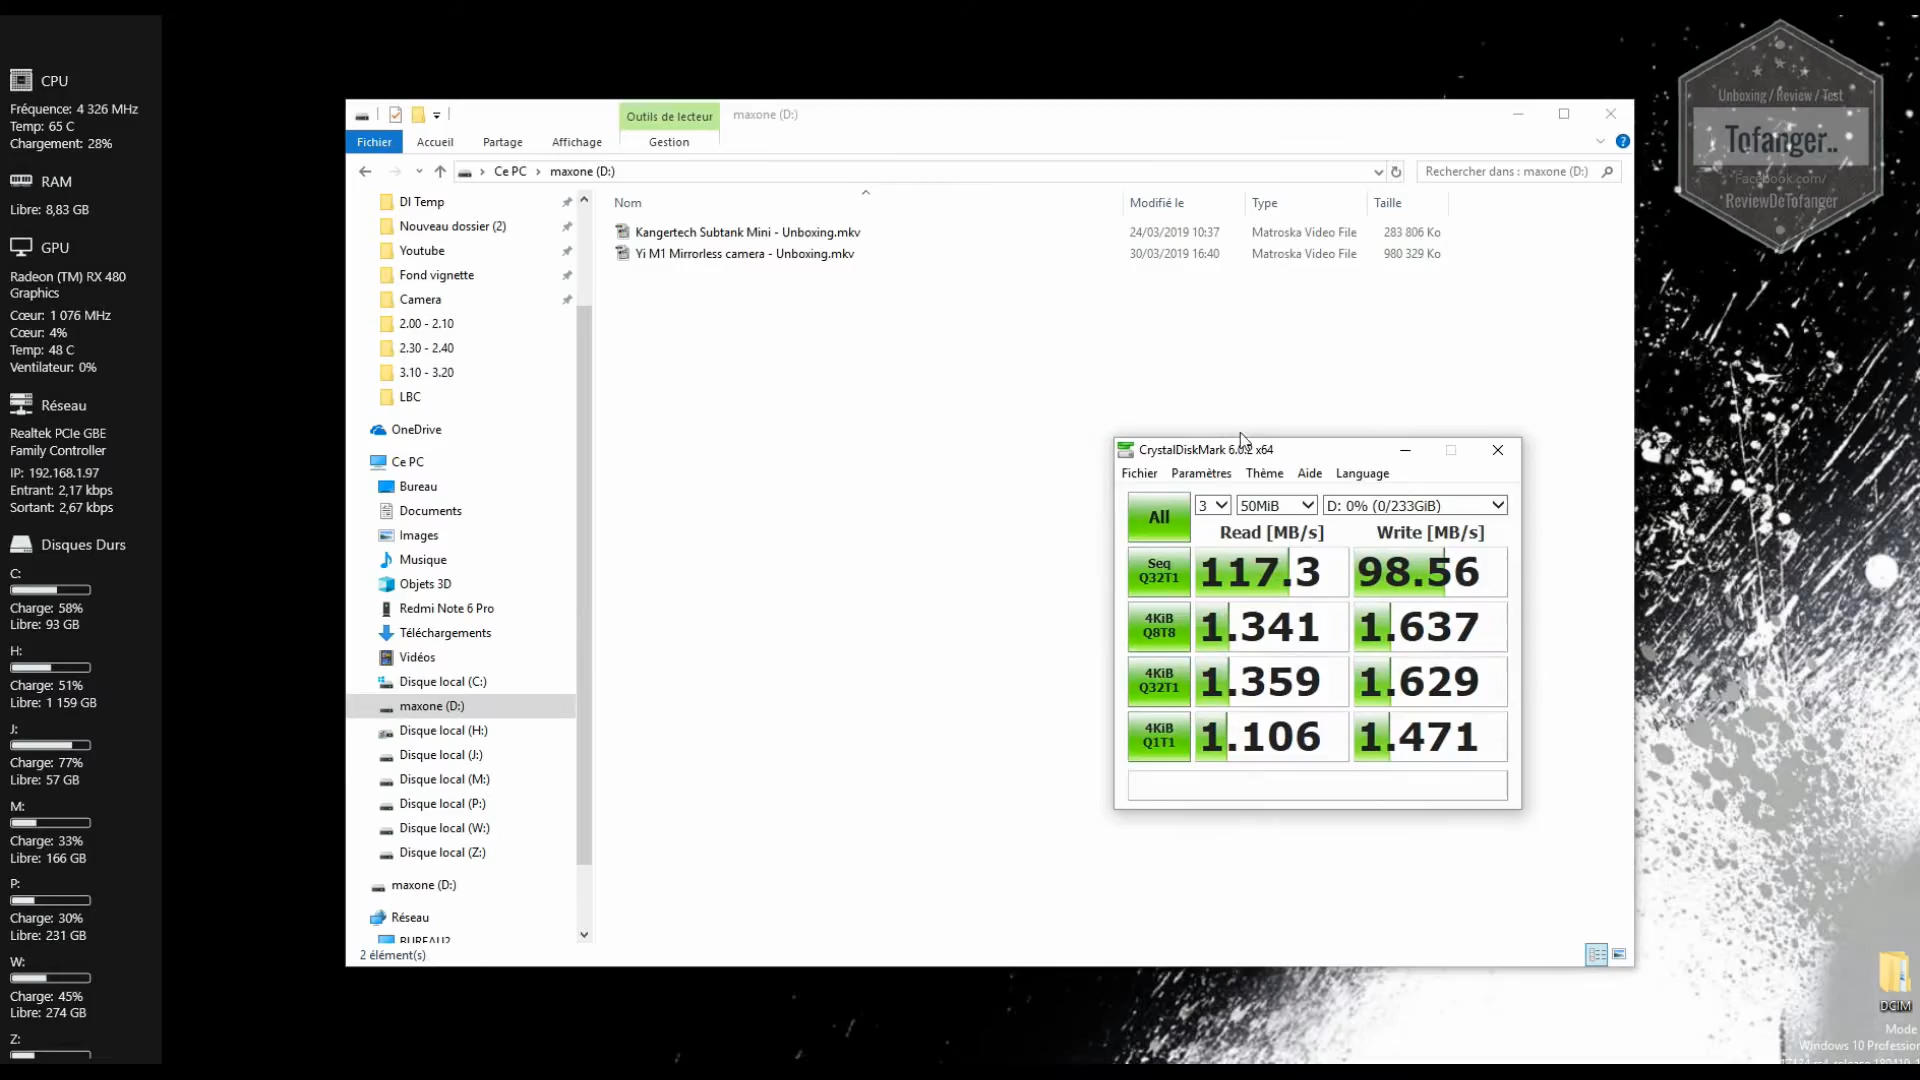 CPU
Fréquence: 4 326 MHz
Temp: 65 C
Chargement: 28%
RAM
Libre: 8,83 GB
GPU
Radeon (TM) RX 480
Graphics
Cœur: 1 076 MHz
Cœur: 4%
Temp: 48 C
Ventilateur: 0%
Réseau
Realtek PCIe GBE
Family Controller
IP: 192.168.1.97
Entrant: 2,17 kbps
Sortant: 2,67 kbps
Disques Durs
C:
Charge: 58%
Libre: 93 GB
H:
Charge: 51%
Libre: 1 159 GB
J:
Charge: 77%
Libre: 57 GB
M:
Charge: 33%
Libre: 166 GB
P:
Charge: 30%
Libre: 231 GB
W:
Charge: 45%
Libre: 274 GB
Z:
Outils de lecteur maxone (D:)
Fichier Accueil Partage Affichage Gestion
Ce PC maxone (D:) Rechercher dans : maxone (D:)
DI Temp
Nouveau dossier (2)
Youtube
Fond vignette
Camera
2.00 - 2.10
2.30 - 2.40
3.10 - 3.20
LBC
OneDrive
Ce PC
Bureau
Documents
Images
Musique
Objets 3D
Redmi Note 6 Pro
Téléchargements
Vidéos
Disque local (C:)
maxone (D:)
Disque local (H:)
Disque local (J:)
Disque local (M:)
Disque local (P:)
Disque local (W:)
Disque local (Z:)
maxone (D:)
Réseau
BUREAU2
2 élément(s)
Nom Modifié le Type Taille
Kangertech Subtank Mini - Unboxing.mkv 24/03/2019 10:37 Matroska Video File 283 806 Ko
Yi M1 Mirrorless camera - Unboxing.mkv 30/03/2019 16:40 Matroska Video File 980 329 Ko
CrystalDiskMark x64
Fichier Paramètres Thème Aide Language
All 3 50MiB D: 0% (0/233GiB)
Read [MB/s] Write [MB/s]
Seq
Q32T1 117.3 98.56
4KiB
Q8T8 1.341 1.637
4KiB
Q32T1 1.359 1.629
4KiB
Q1T1 1.106 1.471
Unboxing / Review / Test
Tofanger..
Facebook.com/
ReviewDeTofanger
DCIM
Mode
Windows 10 Profession